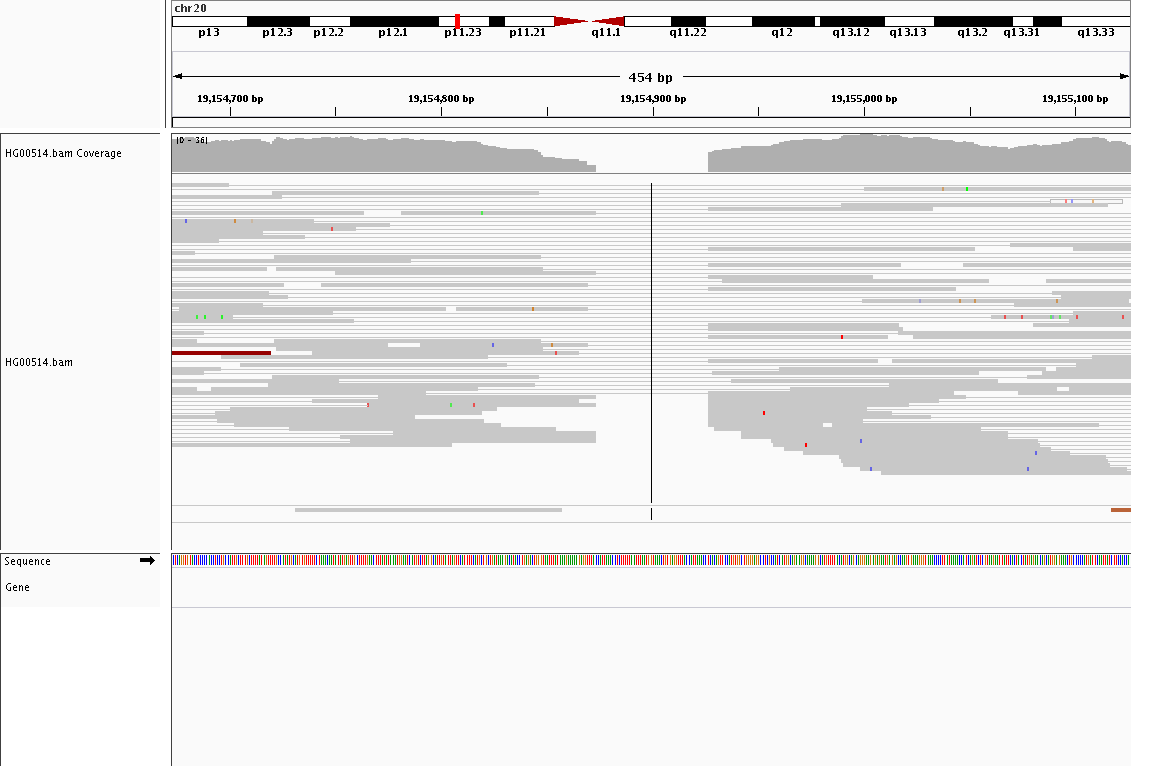 chr20
p13 p12.3 p12.2 p12.1 p11.23 p11.21 q11.1 q11.22 q12 q13.12 q13.13 q13.2 q13.31 q13.33
454 bp
19,154,700 bp 19,154,800 bp 19,154,900 bp 19,155,000 bp 19,155,100 bp
[0 - 36]
HG00514.bam Coverage
HG00514.bam
Sequence
Gene